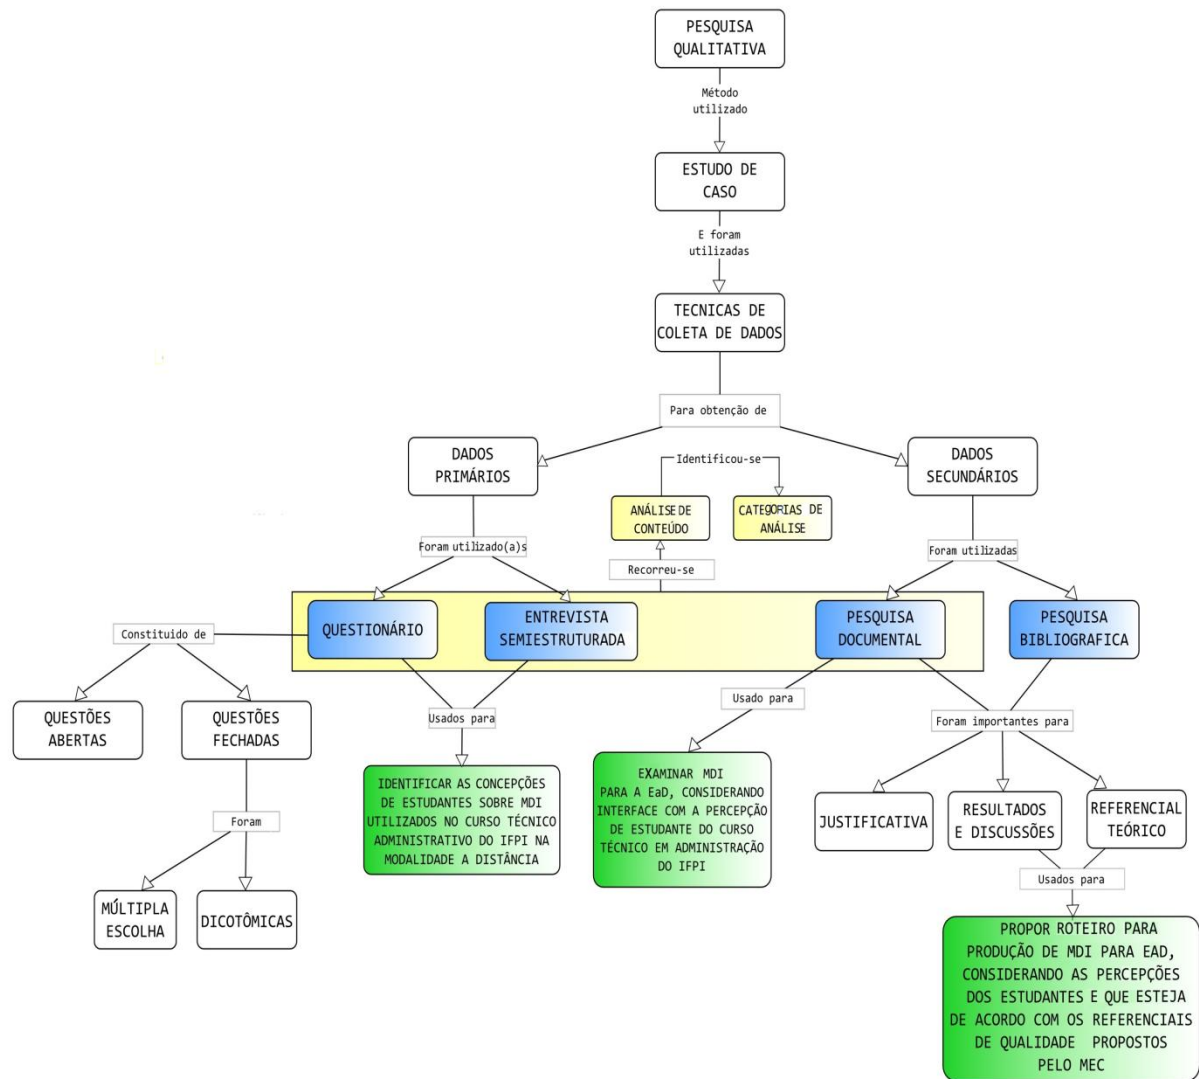 PESQUISA
QUALITATIVA
Método
utilizado
ESTUDO DE
CASO
E foram
utilizadas
TECNICAS DE
COLETA DE DADOS
Para obtenção de
DADOS
PRIMÁRIOS
Identificou-se
DADOS
SECUNDÁRIOS
ANÁLISE DE
CONTEÚDO
CATEGORIAS DE
ANÁLISE
Foram utilizado(a)s
Recorreu-se
Foram utilizadas
QUESTIONÁRIO
ENTREVISTA
SEMIESTRUTURADA
PESQUISA
DOCUMENTAL
PESQUISA
BIBLIOGRAFICA
Constituido de
QUESTÕES
ABERTAS
QUESTÕES
FECHADAS
Usados para
Usado para
Foram importantes para
IDENTIFICAR AS CONCEPÇÕES
DE ESTUDANTES SOBRE MDI
UTILIZADOS NO CURSO TÉCNICO
ADMINISTRATIVO DO IFPI NA
MODALIDADE A DISTÂNCIA
EXAMINAR MDI
PARA A EaD, CONSIDERANDO
INTERFACE COM A PERCEPÇÃO
DE ESTUDANTE DO CURSO
TÉCNICO EM ADMINISTRAÇÃO
DO IFPI
JUSTIFICATIVA
RESULTADOS
E DISCUSSÕES
REFERENCIAL
TEÓRICO
Foram
Usados para
MÚLTIPLA
ESCOLHA
DICOTÔMICAS
PROPOR ROTEIRO PARA
PRODUÇÃO DE MDI PARA EAD,
CONSIDERANDO AS PERCEPÇÕES
DOS ESTUDANTES E QUE ESTEJA
DE ACORDO COM OS REFERENCIAIS
DE QUALIDADE PROPOSTOS
PELO MEC